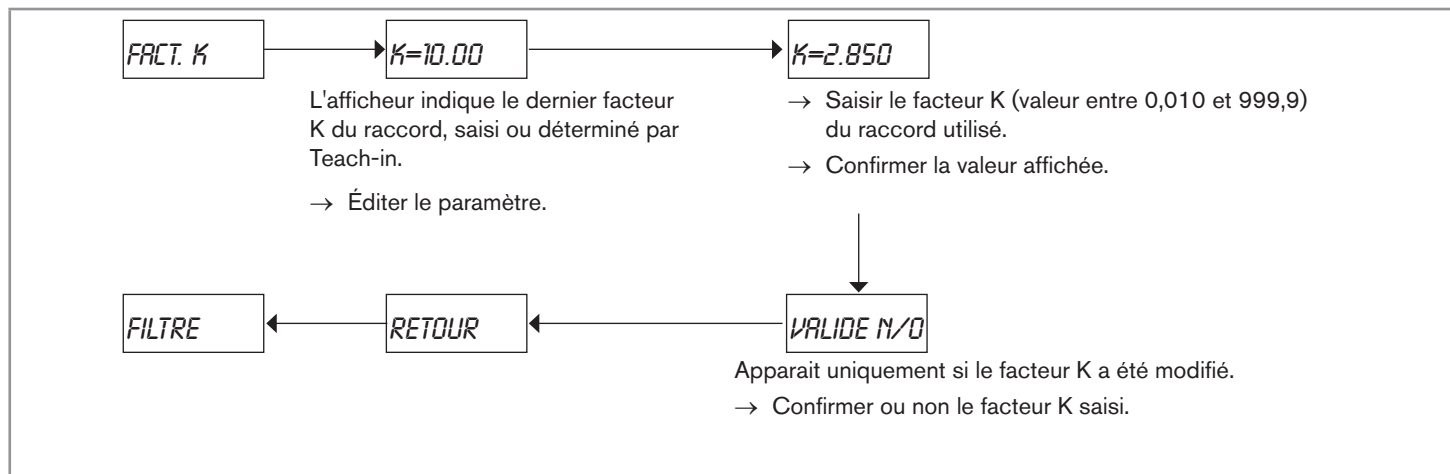 FACT. K
K=10.00
K=2.850
L'afficheur indique le dernier facteur
K du raccord, saisi ou déterminé par
Teach-in.
→ Éditer le paramètre.
→ Saisir le facteur K (valeur entre 0,010 et 999,9)
du raccord utilisé.
→ Confirmer la valeur affichée.
FILTRE
RETOUR
VALIDE N/O
Apparait uniquement si le facteur K a été modifié.
→ Confirmer ou non le facteur K saisi.